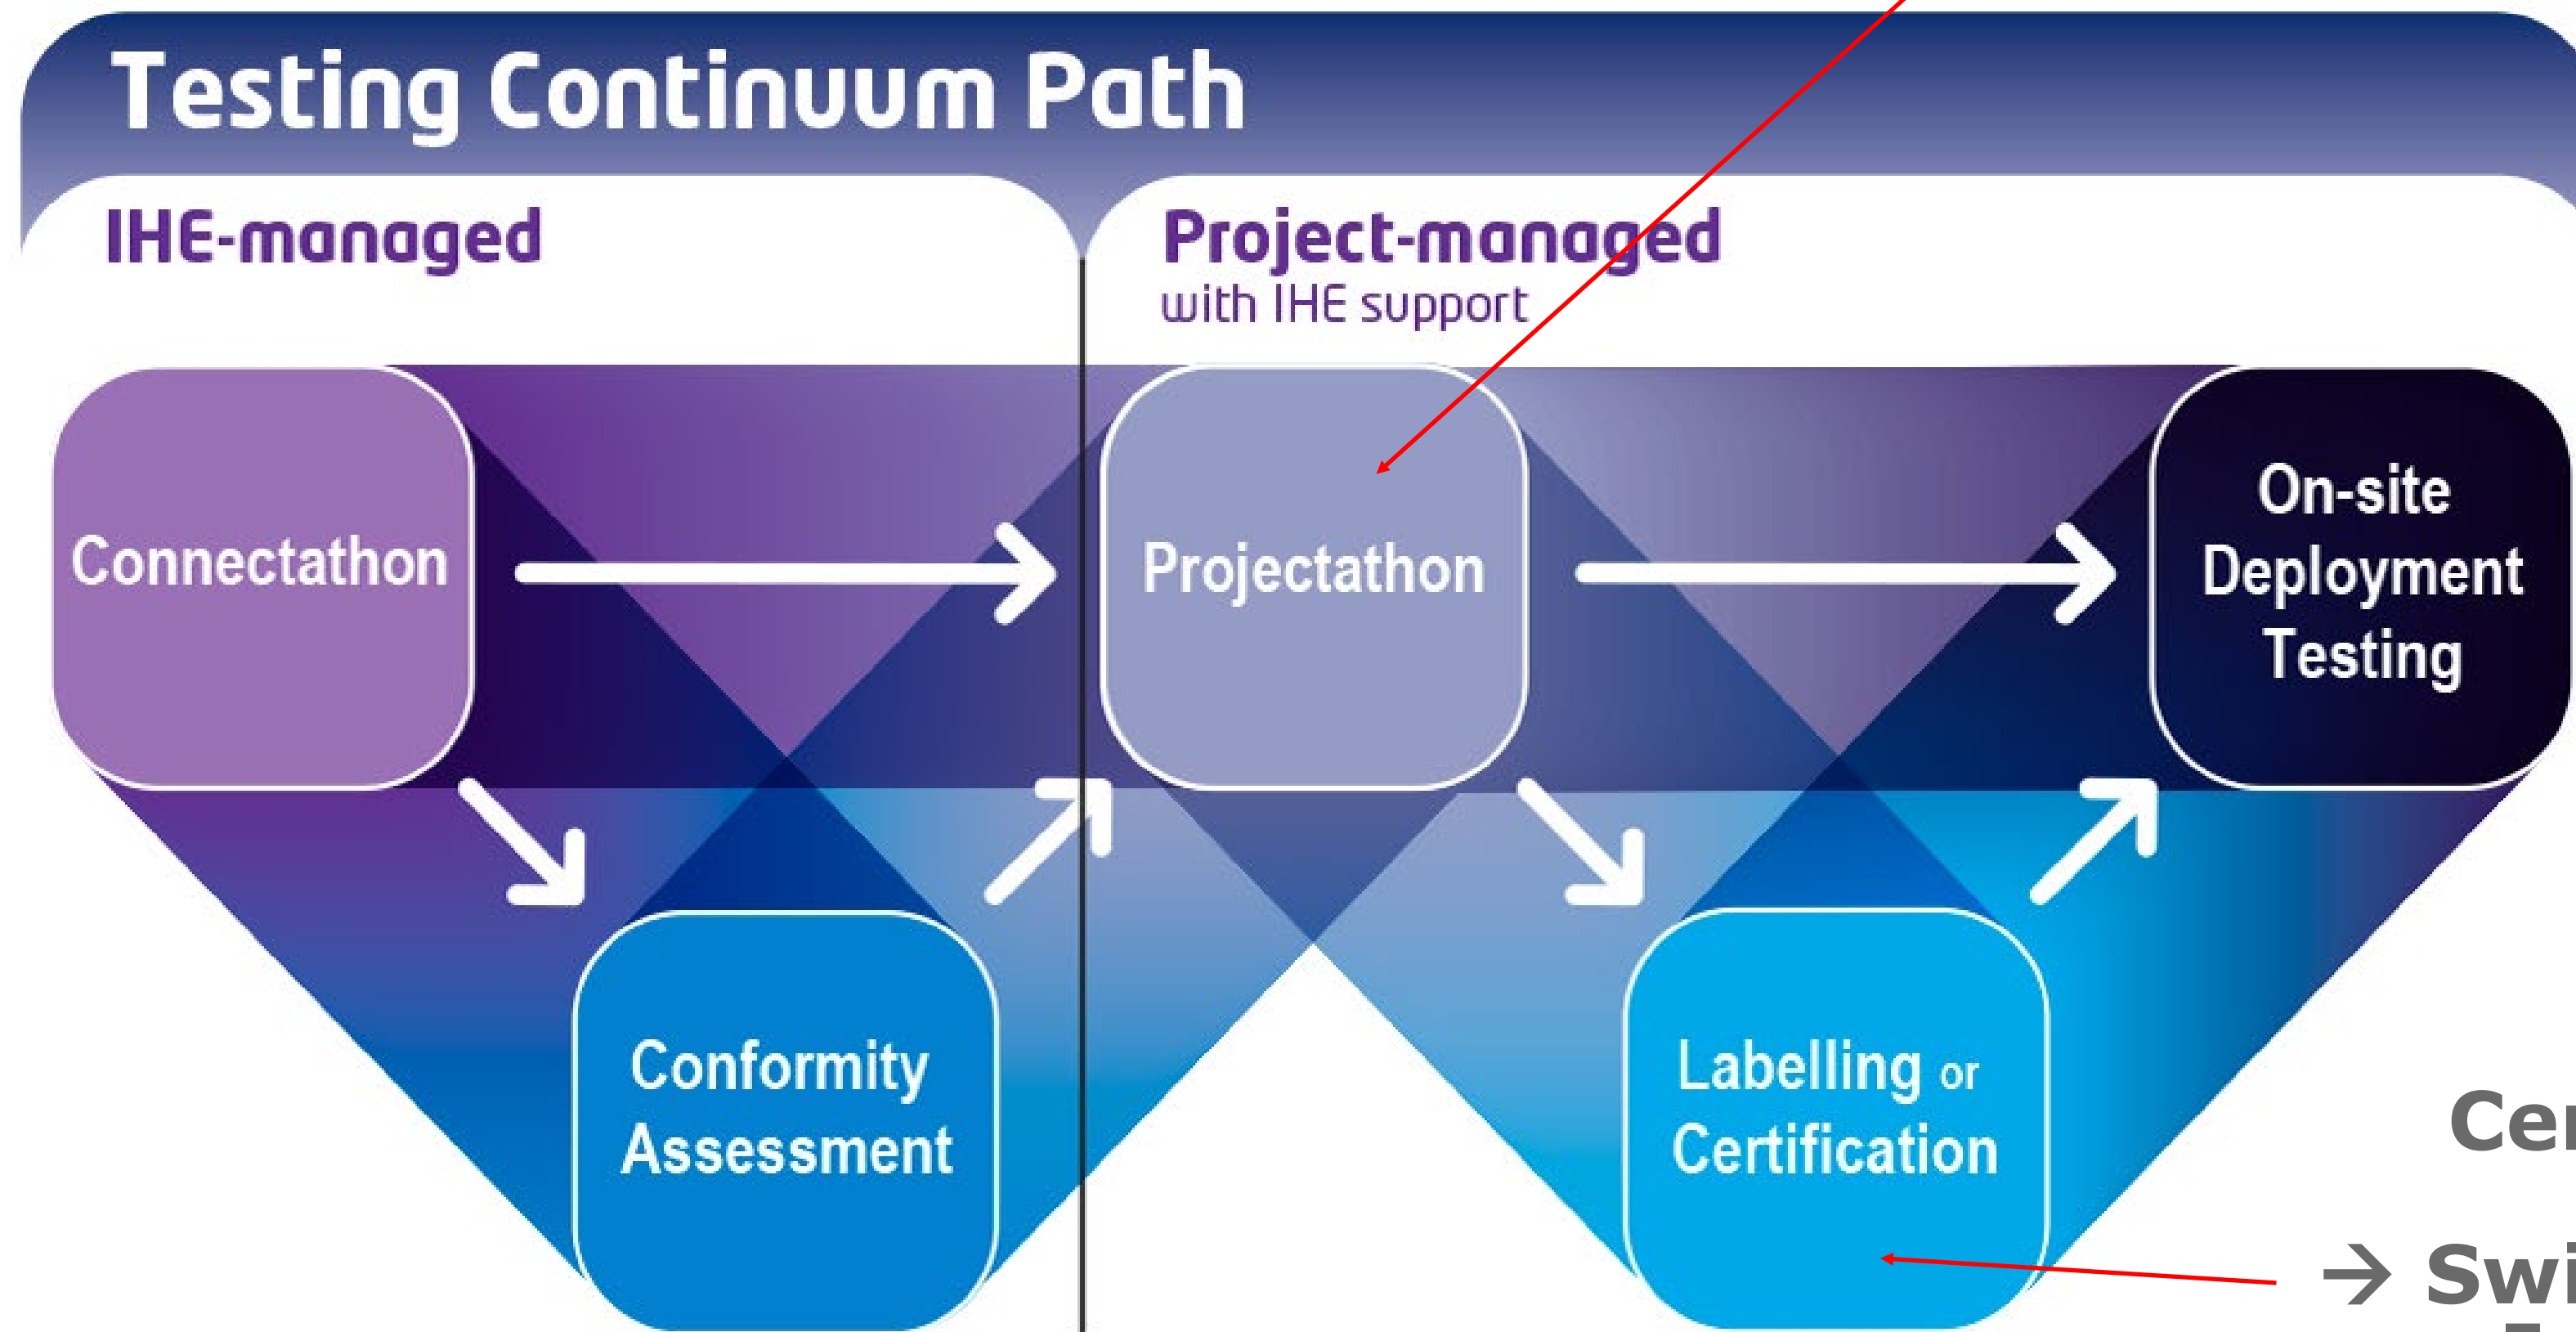 Testing Continuum Path
IHE-managed
Project-managed
with IHE support
Connectathon
Projectathon
On-site
Deployment
Testing
Conformity
Assessment
Labelling or
Certification
→